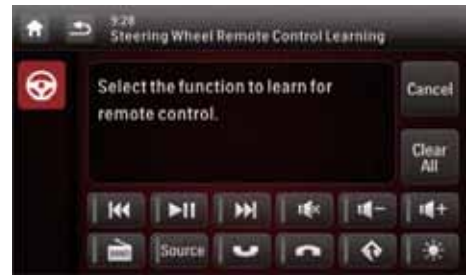 9:28
Steering Wheel Remote Control Learning
Select the function to learn for
remote control.
Cancel
Clear
All
Source